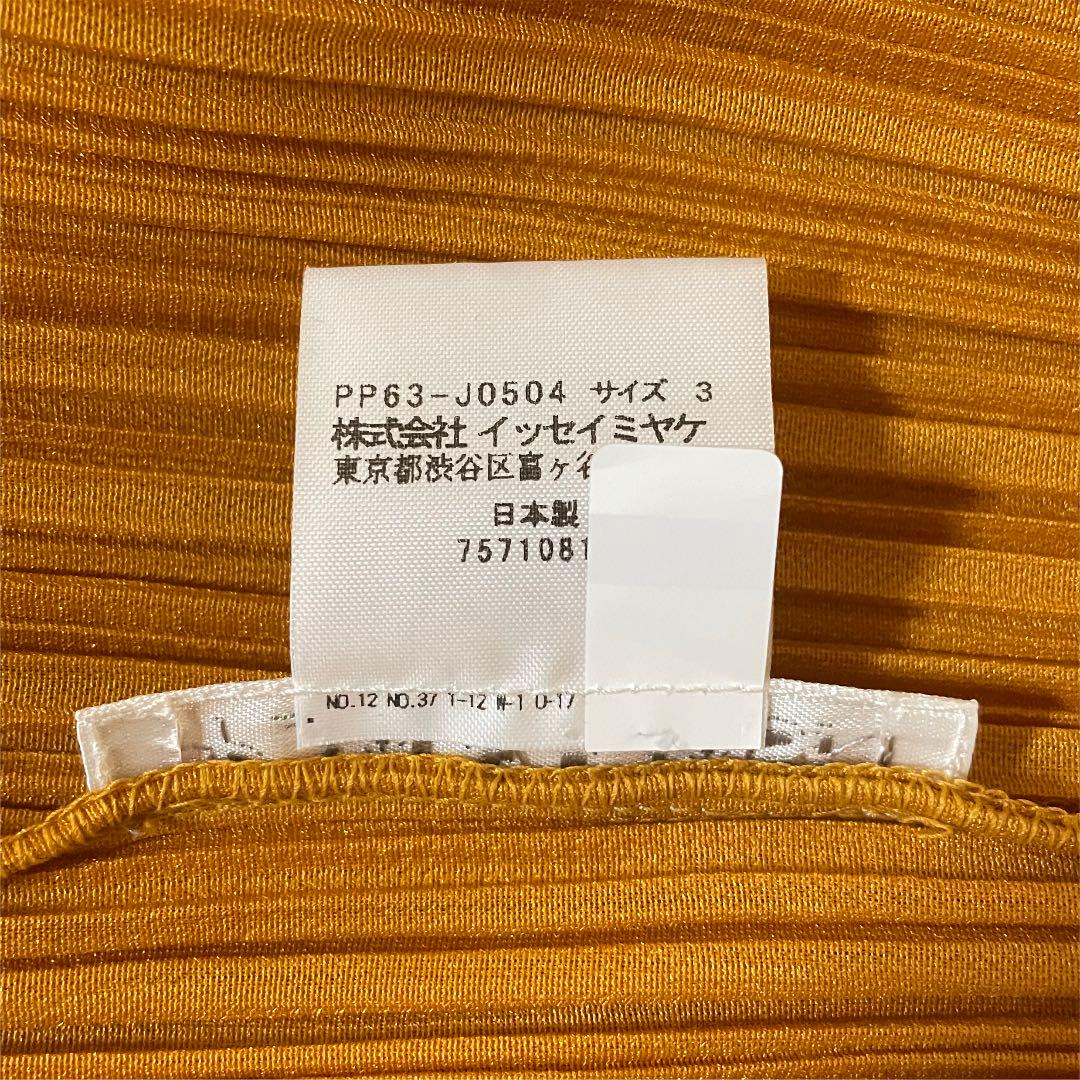 PP63-J0504 サイズ 3
株式会社 イッセイミヤケ
東京都渋谷区富ヶ谷
日本製
7571081
NO.12 NO.37 T-12 W-1 U-17